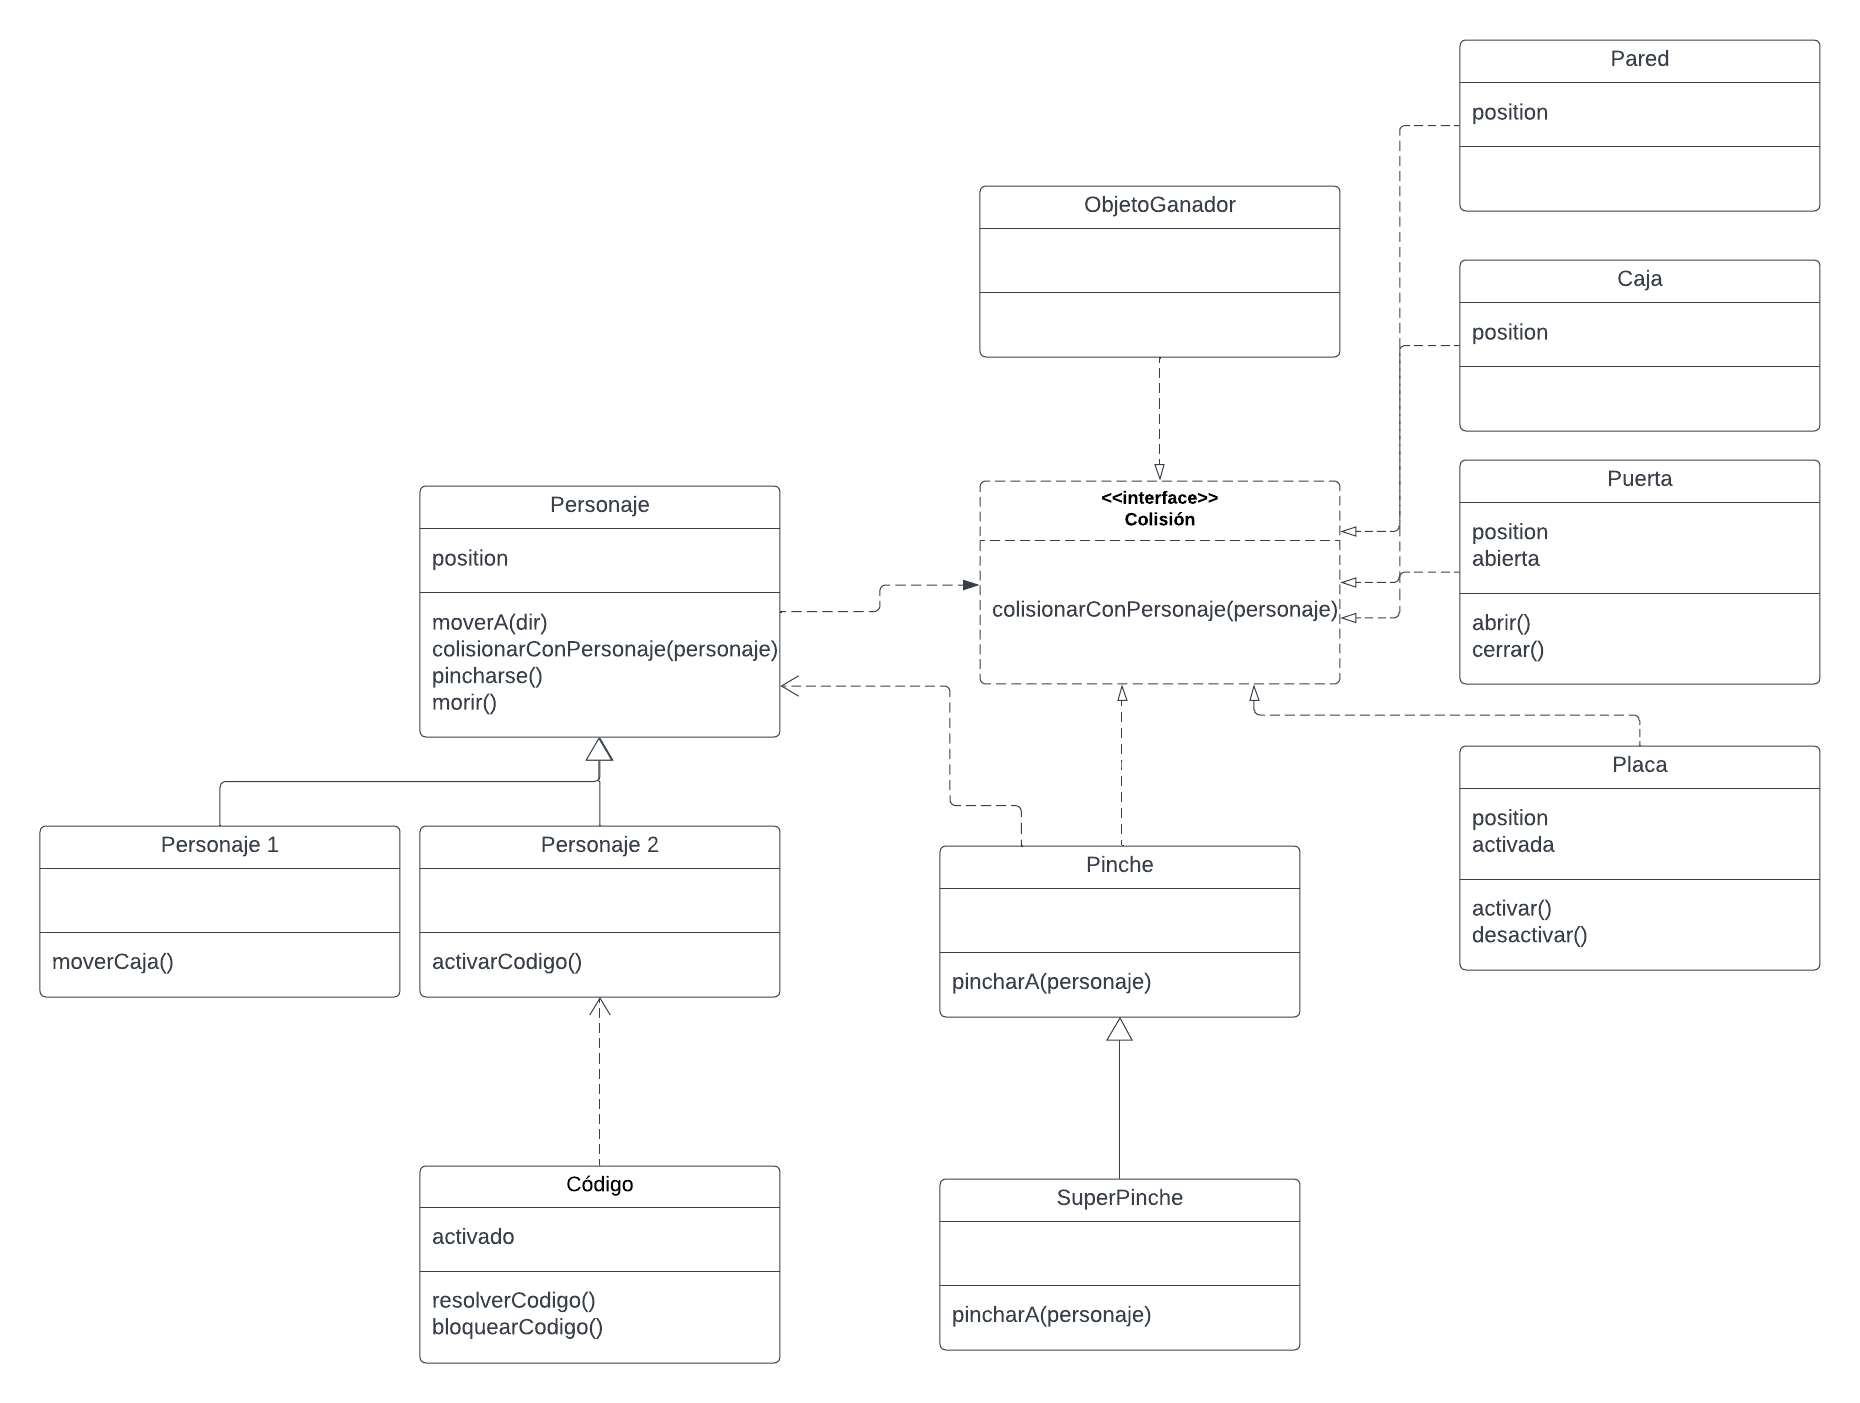 Pared
position
ObjetoGanador
Caja
position
Personaje
position
moverA(dir)
colisionarConPersonaje(personaje)
pincharse()
morir()
<<interface>>
Colisión
colisionarConPersonaje(personaje)
Puerta
position
abierta
abrir()
cerrar()
Placa
position
activada
activar()
desactivar()
Personaje 1
moverCaja()
Personaje 2
activarCodigo()
Pinche
pincharA(personaje)
Código
activado
resolverCodigo()
bloquearCodigo()
SuperPinche
pincharA(personaje)